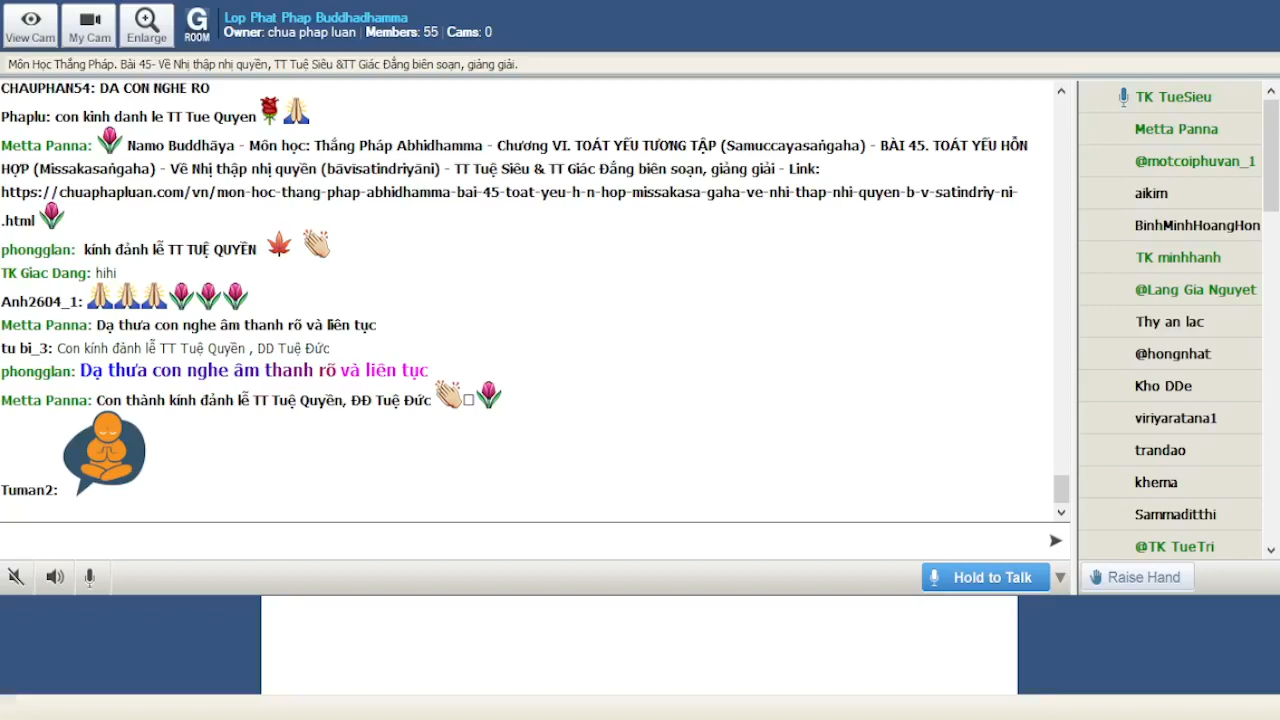 View Cam
My Cam
Enlarge
G
ROOM
Lop Phat Phap Buddhadhamma
Owner: chua phap luan | Members: 55 | Cams: 0
Môn Học Thắng Pháp. Bài 45- Về Nhị thập nhị quyền, TT Tuệ Siêu &TT Giác Đẳng biên soạn, giảng giải.
CHAUPHAN54: DA CON NGHE RO
Phaplu: con kinh danh le TT Tue Quyen
Metta Panna: Namo Buddhāya - Môn học: Thắng Pháp Abhidhamma - Chương VI. TOÁT YẾU TƯƠNG TẬP (Samuccayasaṅgaha) - BÀI 45. TOÁT YẾU HỖN
HỢP (Missakasaṅgaha) - Về Nhị thập nhị quyền (bāvīsatindriyāni) - TT Tuệ Siêu & TT Giác Đẳng biên soạn, giảng giải - Link:
https://chuaphapluan.com/vn/mon-hoc-thang-phap-abhidhamma-bai-45-toat-yeu-h-n-hop-missakasa-gaha-ve-nhi-thap-nhi-quyen-b-v-satindriy-ni-
.html
phongglan: kính đảnh lễ TT TUỆ QUYỀN
TK Giac Dang: hihi
Anh2604_1:
Metta Panna: Dạ thưa con nghe âm thanh rõ và liên tục
tu bi_3: Con kính đảnh lễ TT Tuệ Quyền , DD Tuệ Đức
phongglan: Dạ thưa con nghe âm thanh rõ và liên tục
Metta Panna: Con thành kính đảnh lễ TT Tuệ Quyền, ĐĐ Tuệ Đức
Tuman2:
Hold to Talk
TK TueSieu
Metta Panna
@motcoiphuvan_1
aikim
BinhMinhHoangHon
TK minhhanh
@Lang Gia Nguyet
Thy an lac
@hongnhat
Kho DDe
viriyaratana1
trandao
khema
Sammaditthi
@TK TueTri
Raise Hand